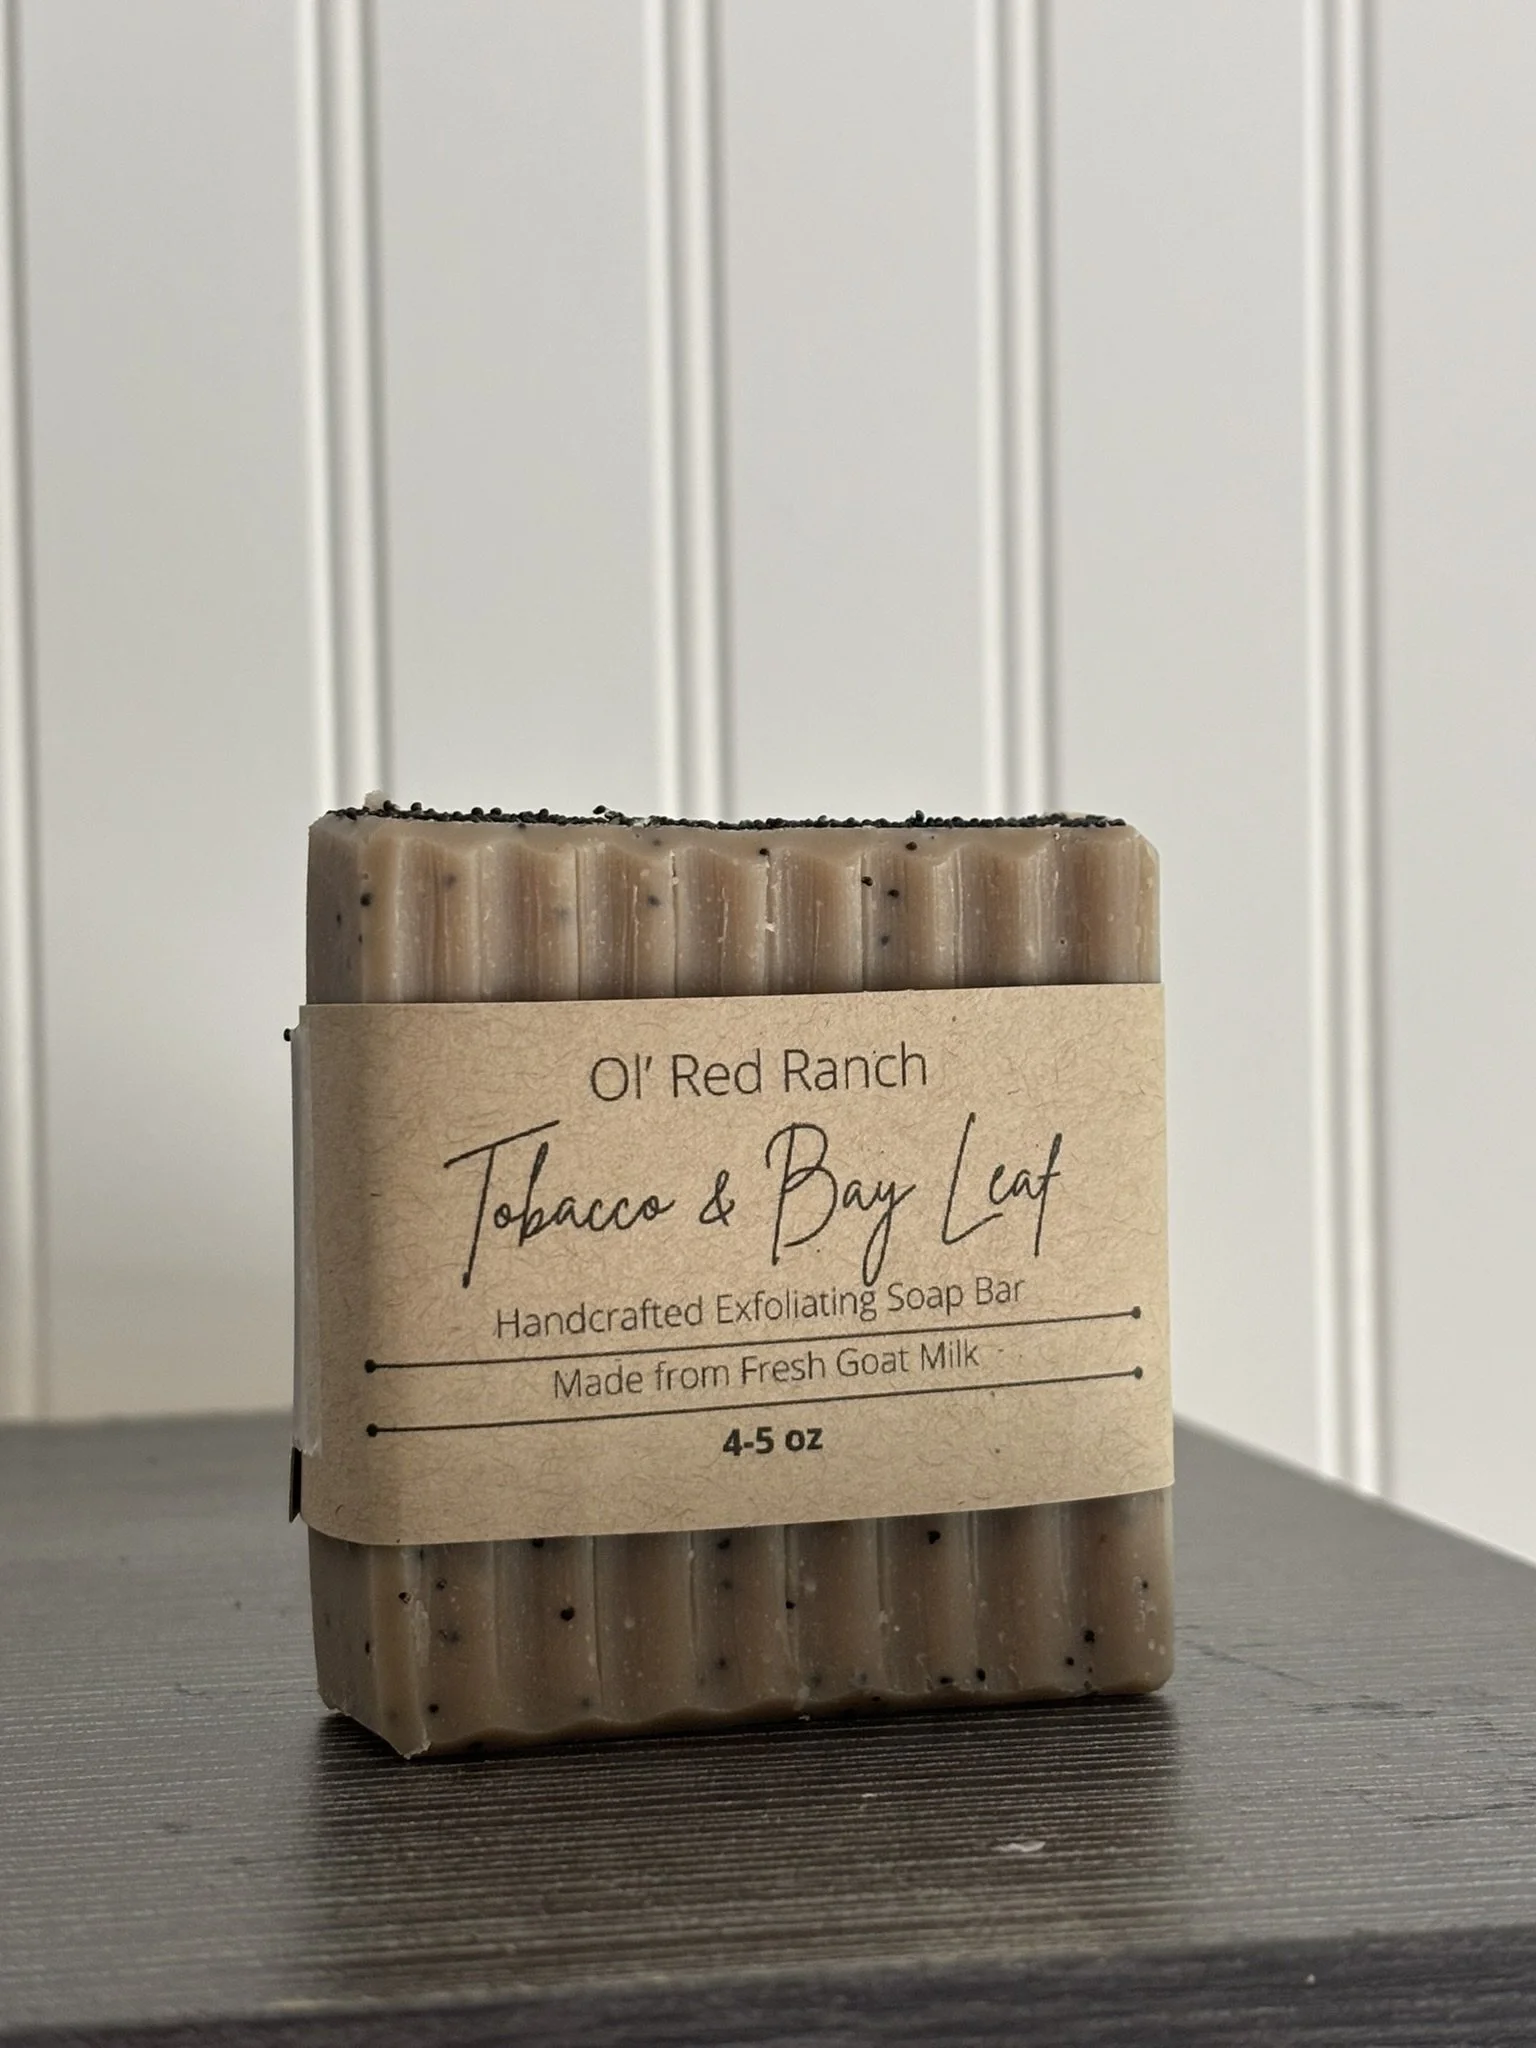 Ol' Red Ranch
Tobacco & Bay Leaf
Handcrafted Exfoliating Soap Bar
Made from Fresh Goat Milk
4-5 oz